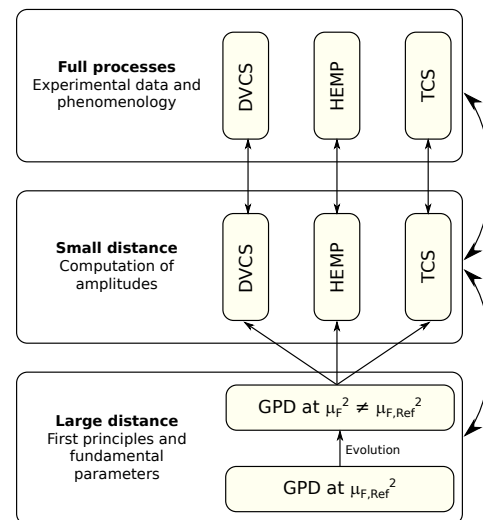 Full processes
Experimental data and
phenomenology
DVCS
HEMP
TCS
Small distance
Computation of
amplitudes
DVCS
HEMP
TCS
Large distance
First principles and
fundamental
parameters
GPD at μF² ≠ μF,Ref²
Evolution
GPD at μF,Ref²